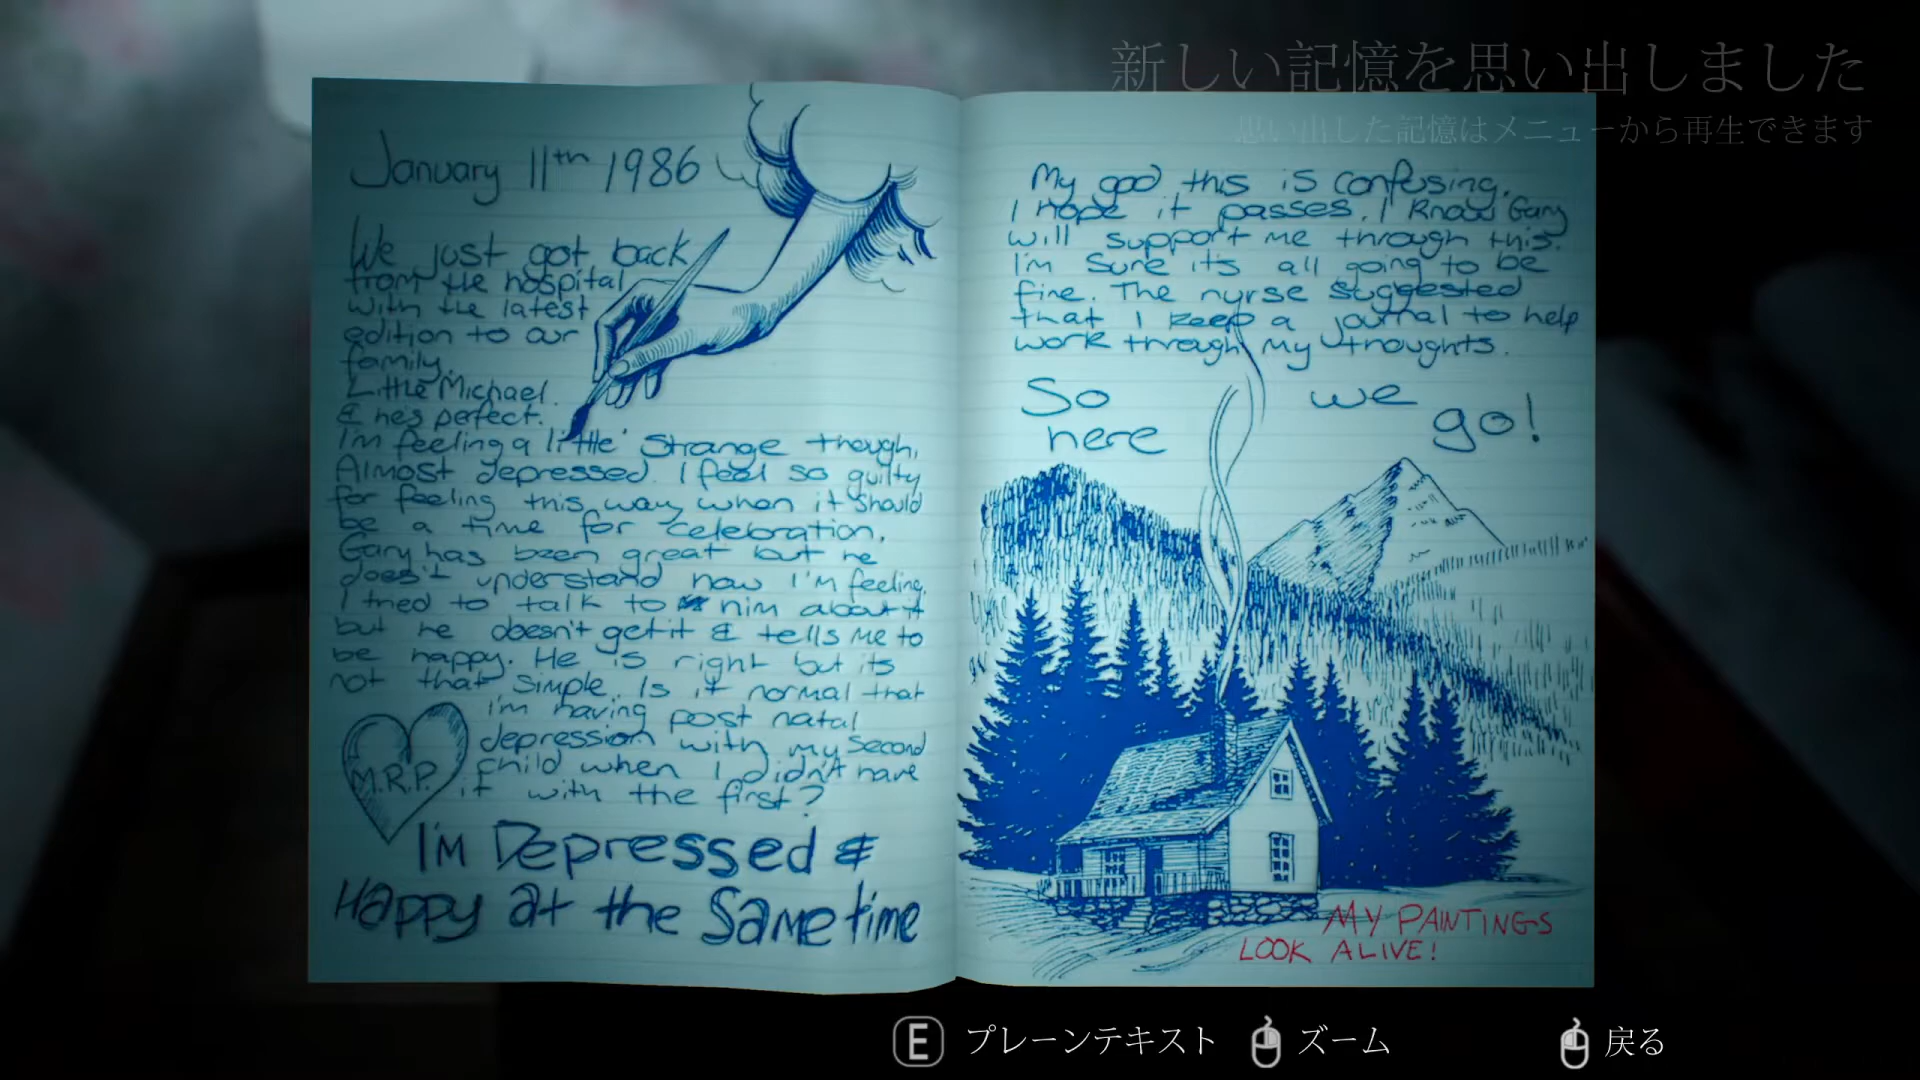 新しい記憶を思い出しました
思い出した記憶はメニューから再生できます
January 11th 1986
We just got back
from the hospital
with the latest
edition to our
family.
Little Michael.
& he's perfect.
I'm feeling a little strange though,
Almost depressed. I feel so guilty
for feeling this way when it should
be a time for celebration.
Gary has been great but he
does't understand how I'm feeling.
I tried to talk to him about it
but he doesn't get it & tells me to
be happy. He is right but its
not that simple. Is it normal that
i'm having post natal
depression with my second
child when I didn't have
it with the first?
M.R.P.
I'm Depressed &
Happy at the Same time
My god this is confusing.
I hope it passes. I know Gary
will support me through this.
I'm sure its all going to be
fine. The nurse suggested
that I keep a journal to help
work through my thoughts.
So we
here go!
MY PAINTINGS
LOOK ALIVE!
E プレーンテキスト ズーム 戻る